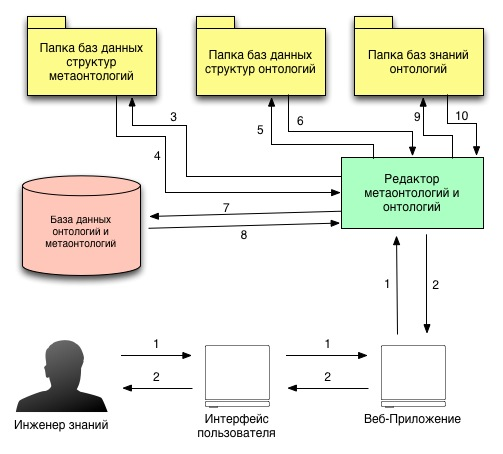 Папка баз данных
структур
метаонтологий
Папка баз данных
структур онтологий
Папка баз знаний
онтологий
3
4
5
6
9
10
Редактор
метаонтологий и
онтологий
База данных
онтологий и
метаонтологий
7
8
1
2
1
2
1
2
Инженер знаний
Интерфейс
пользователя
Веб-Приложение